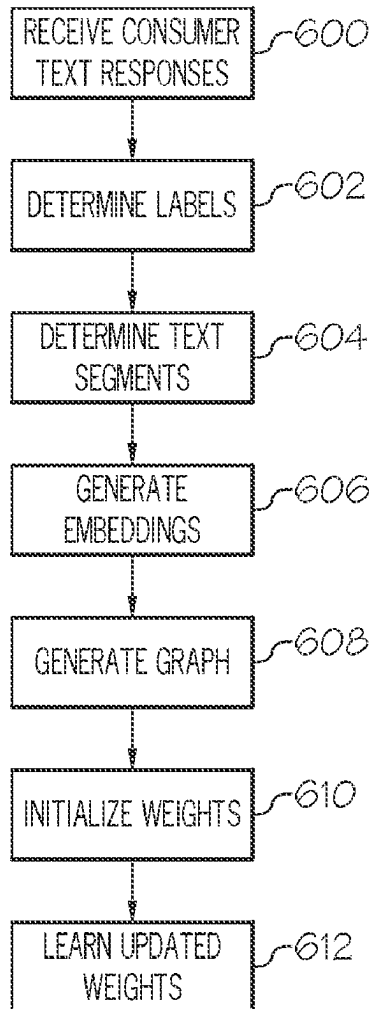 RECEIVE CONSUMER
TEXT RESPONSES
600
DETERMINE LABELS
602
DETERMINE TEXT
SEGMENTS
604
GENERATE
EMBEDDINGS
606
GENERATE GRAPH
608
INITIALIZE WEIGHTS
610
LEARN UPDATED
WEIGHTS
612